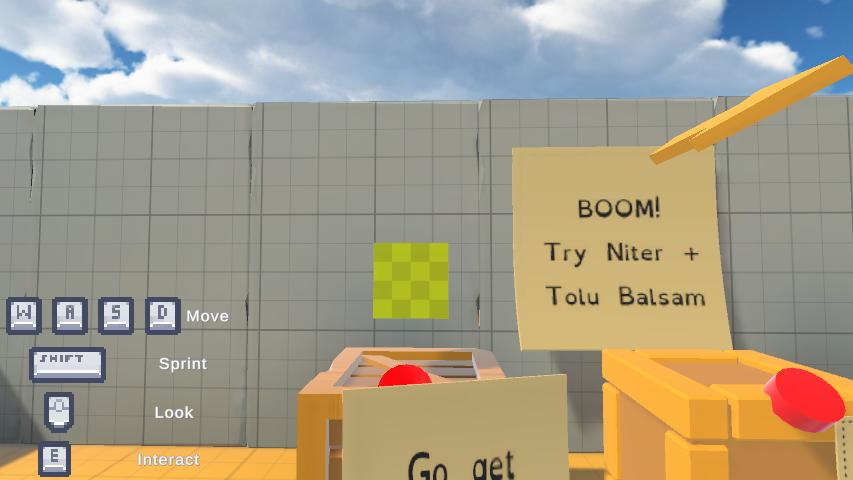 BOOM!
Try Niter +
Tolu Balsam
W A S D Move
SHIFT Sprint
Look
E Interact
Go get